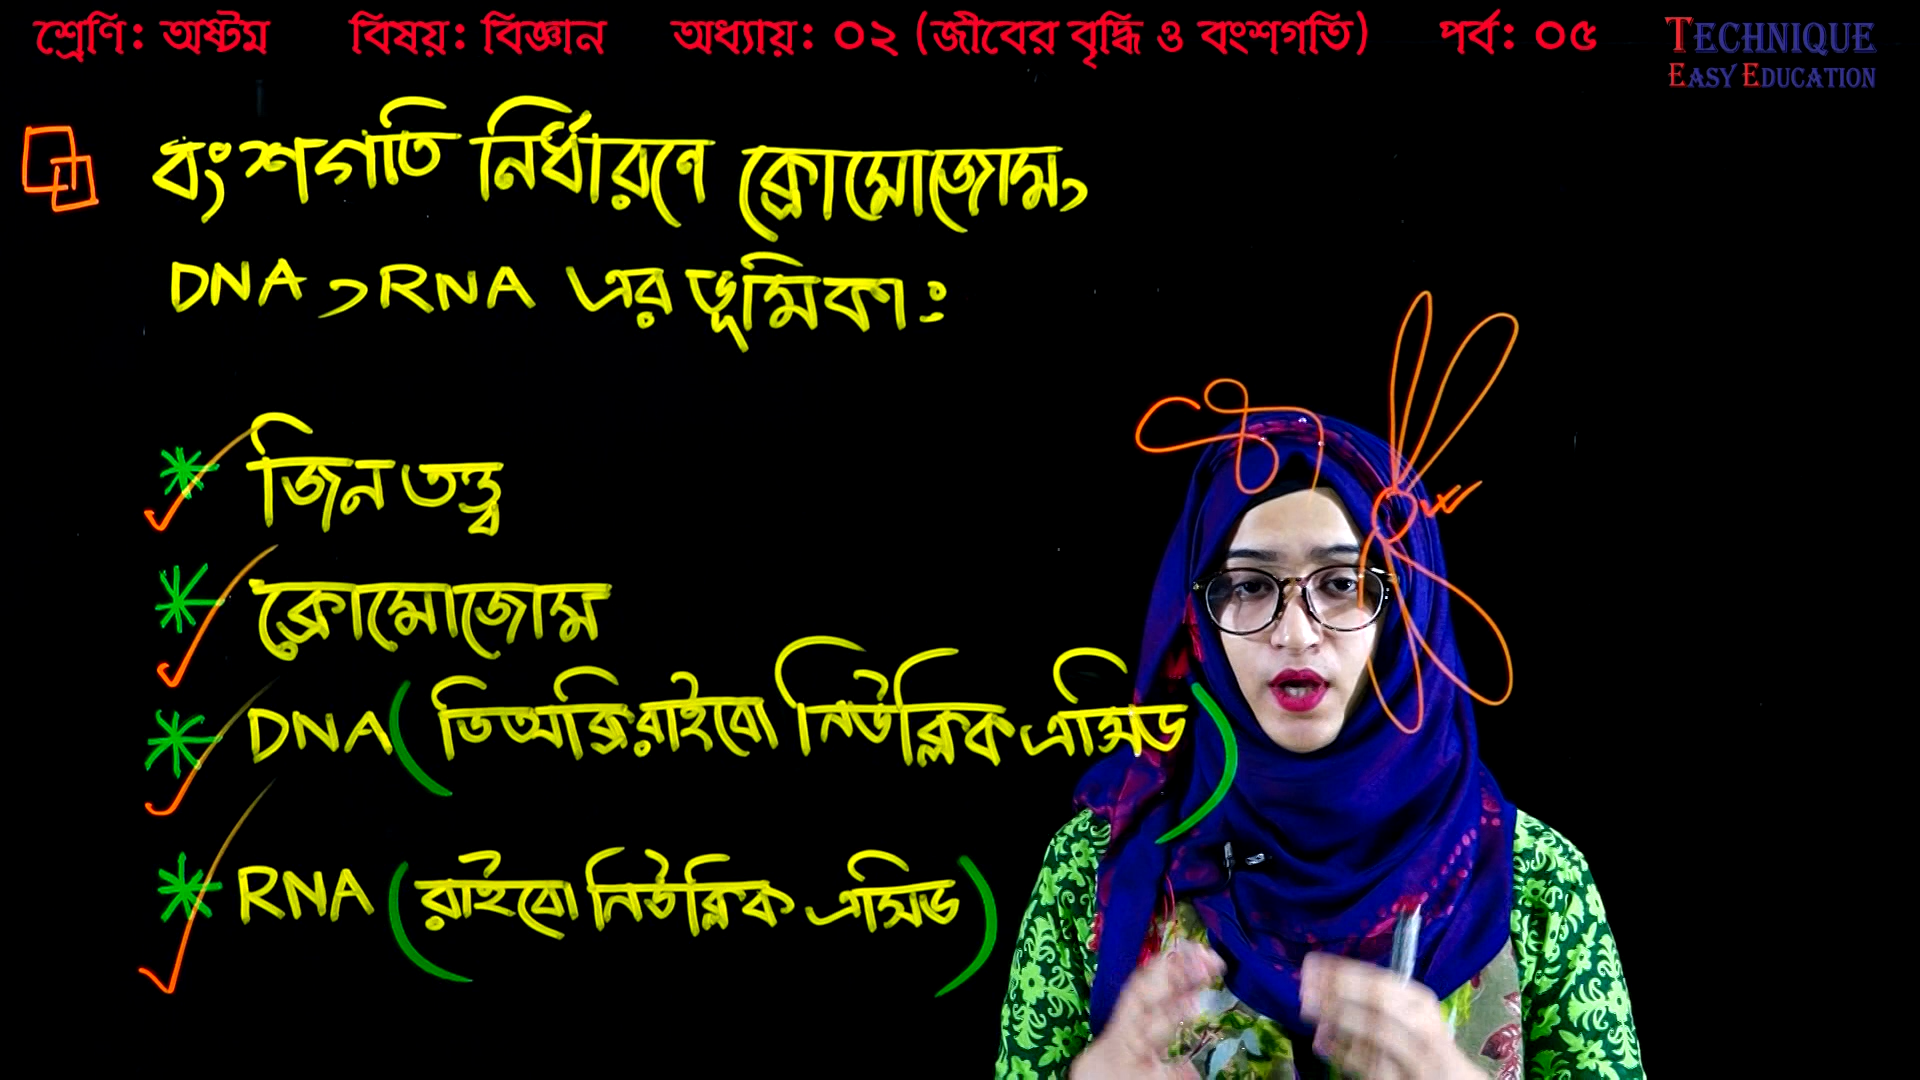 শ্রেণি: অষ্টম বিষয়: বিজ্ঞান অধ্যায়: ০২ (জীবের বৃদ্ধি ও বংশগতি) পর্ব: ০৫
TECHNIQUE
EASY EDUCATION
বংশগতি নির্ধারণে ক্রোমোজোম,
DNA, RNA এর ভূমিকা:
* জিনতত্ত্ব
* ক্রোমোজোম
* DNA (ডিঅক্সিরাইবো নিউক্লিক এসিড)
* RNA (রাইবো নিউক্লিক এসিড)